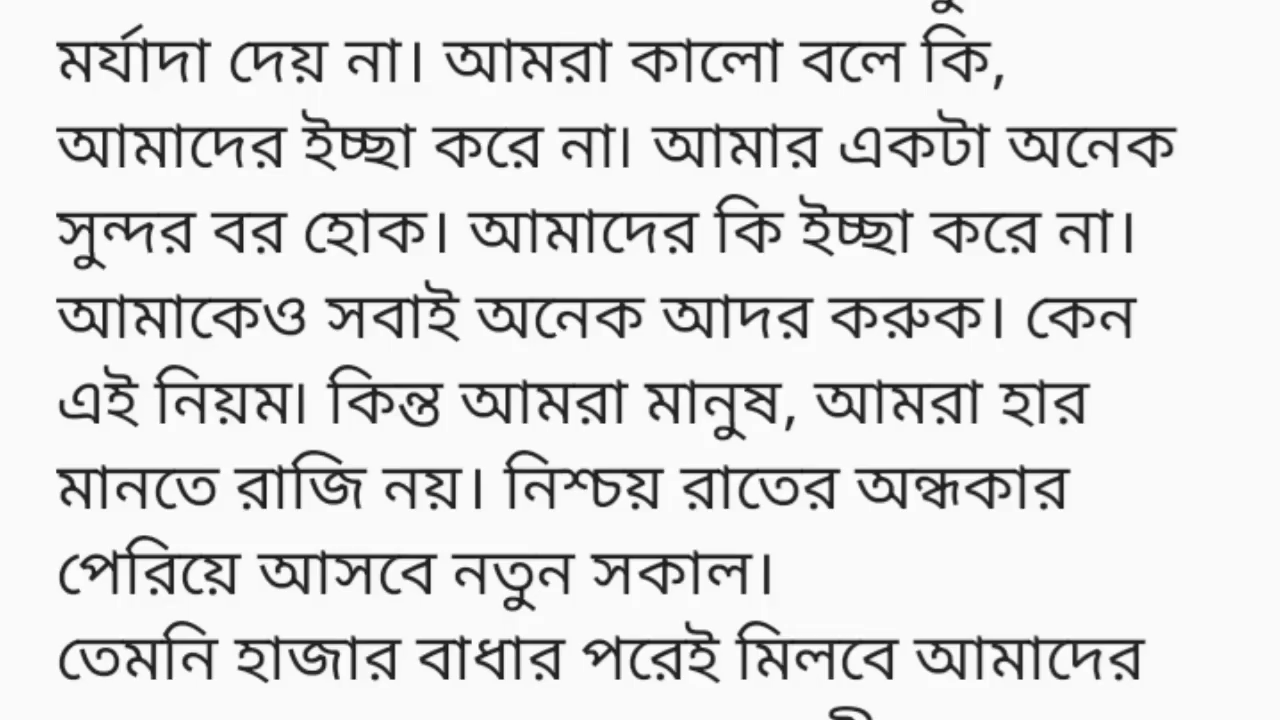 মর্যাদা দেয় না। আমরা কালো বলে কি,
আমাদের ইচ্ছা করে না। আমার একটা অনেক
সুন্দর বর হোক। আমাদের কি ইচ্ছা করে না।
আমাকেও সবাই অনেক আদর করুক। কেন
এই নিয়ম। কিন্ত আমরা মানুষ, আমরা হার
মানতে রাজি নয়। নিশ্চয় রাতের অন্ধকার
পেরিয়ে আসবে নতুন সকাল।
তেমনি হাজার বাধার পরেই মিলবে আমাদের